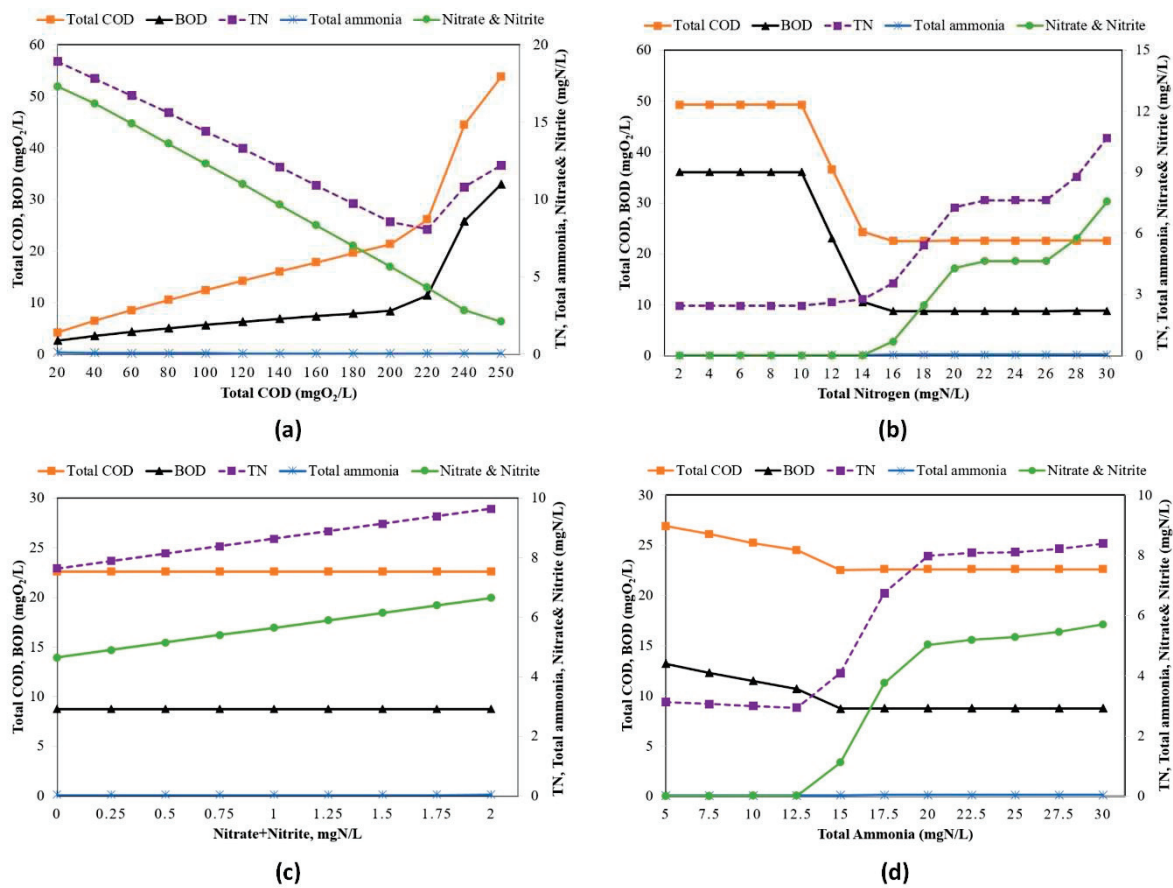 Total COD BOD TN Total ammonia Nitrate & Nitrite
60 20
50 15
40
30 10
20 5
10
0 0
Total COD, BOD (mgO₂/L)
TN, Total ammonia, Nitrate& Nitrite (mgN/L)
20 40 60 80 100 120 140 160 180 200 220 240 250
Total COD (mgO₂/L)
(a)
Total COD BOD TN Total ammonia Nitrate & Nitrite
60 15
50 12
40 9
30
20 6
10 3
0 0
Total COD, BOD (mgO₂/L)
TN, Total ammonia, Nitrate& Nitrite (mgN/L)
2 4 6 8 10 12 14 16 18 20 22 24 26 28 30
Total Nitrogen (mgN/L)
(b)
Total COD BOD TN Total ammonia Nitrate & Nitrite
30 10
25 8
20 6
15
10 4
5 2
0 0
Total COD, BOD (mgO₂/L)
TN, Total ammonia, Nitrate& Nitrite (mgN/L)
0 0.25 0.5 0.75 1 1.25 1.5 1.75 2
Nitrate+Nitrite, mgN/L
(c)
Total COD BOD TN Total ammonia Nitrate & Nitrite
30 10
25 8
20 6
15
10 4
5 2
0 0
Total COD, BOD (mgO₂/L)
TN, Total ammonia, Nitrate& Nitrite (mgN/L)
5 7.5 10 12.5 15 17.5 20 22.5 25 27.5 30
Total Ammonia (mgN/L)
(d)